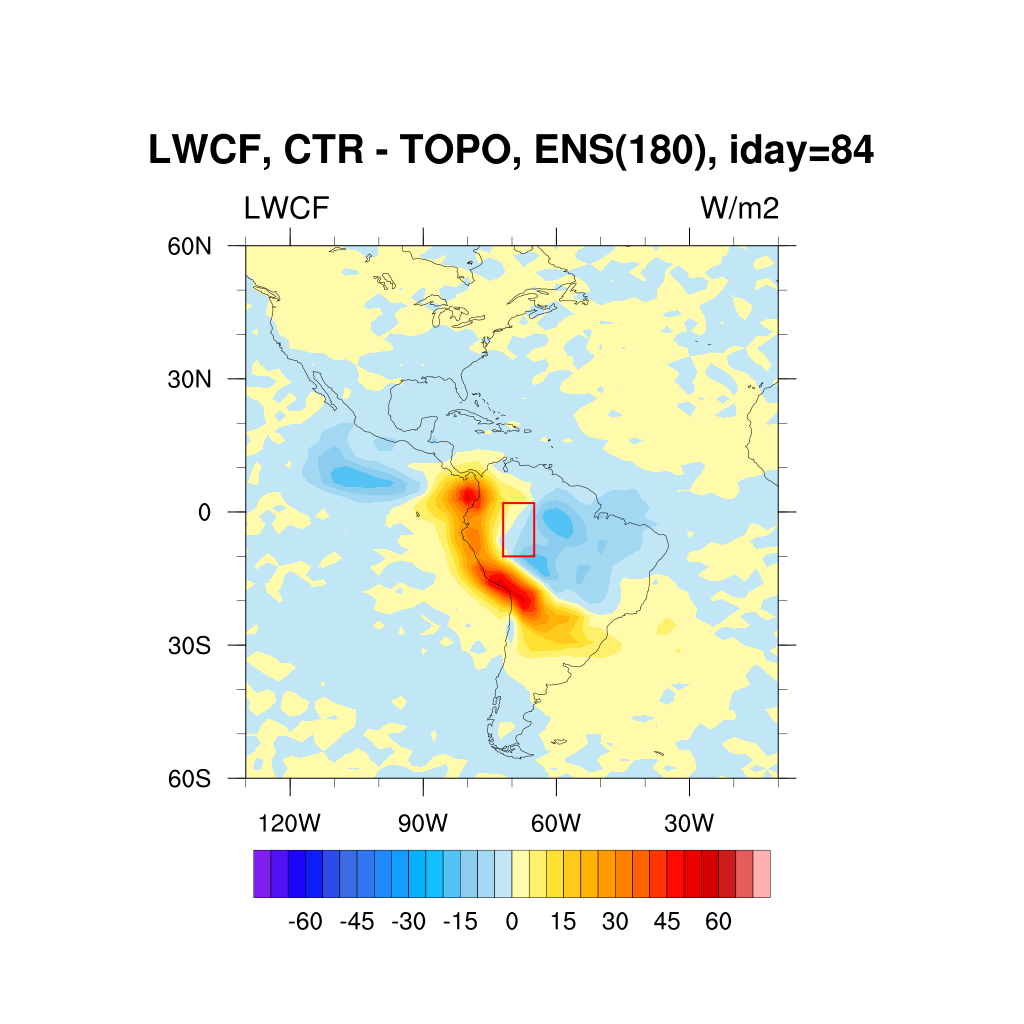 LWCF, CTR - TOPO, ENS(180), iday=84
LWCF W/m2
60N
30N
0
30S
60S
120W 90W 60W 30W
-60 -45 -30 -15 0 15 30 45 60